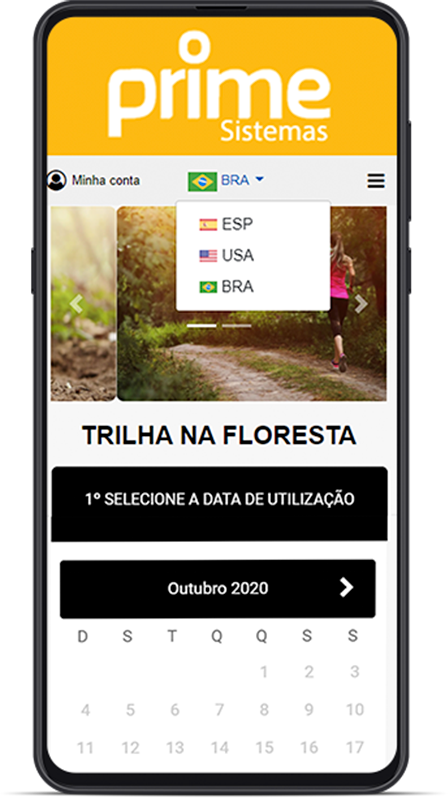 prime
Sistemas
Minha conta
BRA
ESP
USA
BRA
TRILHA NA FLORESTA
1º SELECIONE A DATA DE UTILIZAÇÃO
Outubro 2020
D S T Q Q S S
1 2 3
4 5 6 7 8 9 10
11 12 13 14 15 16 17